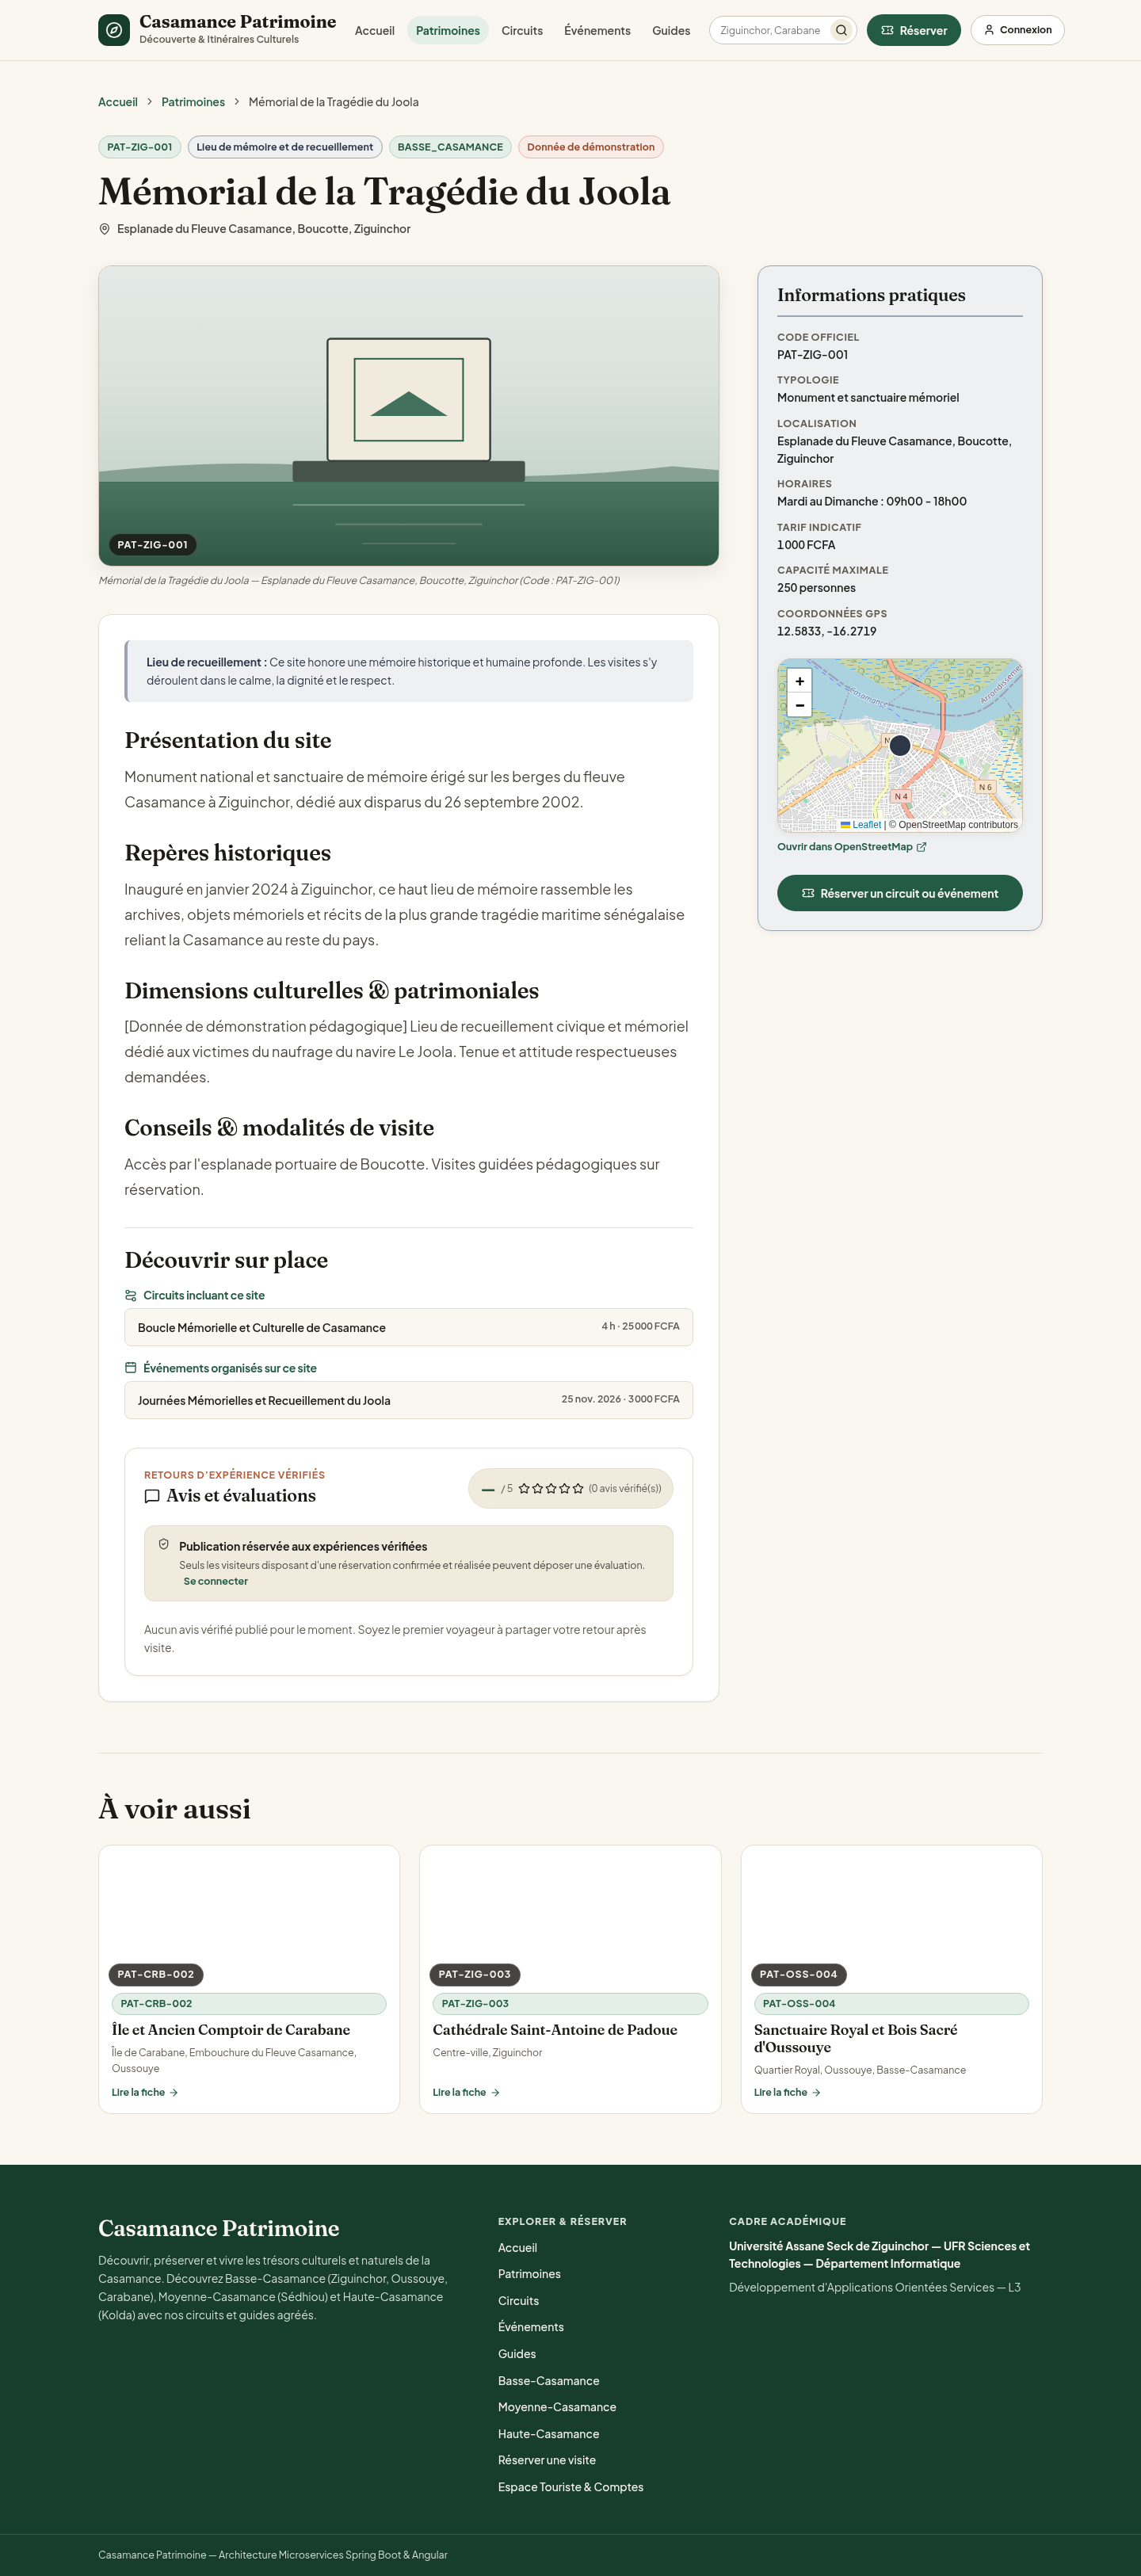 Casamance Patrimoine
Découverte & Itinéraires Culturels
Accueil
Patrimoines
Circuits
Événements
Guides
Ziguinchor, Carabane
Réserver
Connexion
Accueil > Patrimoines > Mémorial de la Tragédie du Joola
PAT-ZIG-001
Lieu de mémoire et de recueillement
BASSE_CASAMANCE
Donnée de démonstration
Mémorial de la Tragédie du Joola
Esplanade du Fleuve Casamance, Boucotte, Ziguinchor
PAT-ZIG-001
Mémorial de la Tragédie du Joola — Esplanade du Fleuve Casamance, Boucotte, Ziguinchor (Code : PAT-ZIG-001)
Lieu de recueillement : Ce site honore une mémoire historique et humaine profonde. Les visites s'y
déroulent dans le calme, la dignité et le respect.
Présentation du site
Monument national et sanctuaire de mémoire érigé sur les berges du fleuve
Casamance à Ziguinchor, dédié aux disparus du 26 septembre 2002.
Repères historiques
Inauguré en janvier 2024 à Ziguinchor, ce haut lieu de mémoire rassemble les
archives, objets mémoriels et récits de la plus grande tragédie maritime sénégalaise
reliant la Casamance au reste du pays.
Dimensions culturelles & patrimoniales
[Donnée de démonstration pédagogique] Lieu de recueillement civique et mémoriel
dédié aux victimes du naufrage du navire Le Joola. Tenue et attitude respectueuses
demandées.
Conseils & modalités de visite
Accès par l'esplanade portuaire de Boucotte. Visites guidées pédagogiques sur
réservation.
Découvrir sur place
Circuits incluant ce site
Boucle Mémorielle et Culturelle de Casamance
4 h · 25 000 FCFA
Événements organisés sur ce site
Journées Mémorielles et Recueillement du Joola
25 nov. 2026 · 3 000 FCFA
RETOURS D'EXPÉRIENCE VÉRIFIÉS
Avis et évaluations
— / 5 ☆☆☆☆☆ (0 avis vérifié(s))
Publication réservée aux expériences vérifiées
Seuls les visiteurs disposant d'une réservation confirmée et réalisée peuvent déposer une évaluation.
Se connecter
Aucun avis vérifié publié pour le moment. Soyez le premier voyageur à partager votre retour après
visite.
Informations pratiques
CODE OFFICIEL
PAT-ZIG-001
TYPOLOGIE
Monument et sanctuaire mémoriel
LOCALISATION
Esplanade du Fleuve Casamance, Boucotte,
Ziguinchor
HORAIRES
Mardi au Dimanche : 09h00 - 18h00
TARIF INDICATIF
1 000 FCFA
CAPACITÉ MAXIMALE
250 personnes
COORDONNÉES GPS
12.5833, -16.2719
+
−
N 4
N 6
Leaflet | © OpenStreetMap contributors
Ouvrir dans OpenStreetMap
Réserver un circuit ou événement
À voir aussi
PAT-CRB-002
PAT-CRB-002
Île et Ancien Comptoir de Carabane
Île de Carabane, Embouchure du Fleuve Casamance,
Oussouye
Lire la fiche
PAT-ZIG-003
PAT-ZIG-003
Cathédrale Saint-Antoine de Padoue
Centre-ville, Ziguinchor
Lire la fiche
PAT-OSS-004
PAT-OSS-004
Sanctuaire Royal et Bois Sacré
d'Oussouye
Quartier Royal, Oussouye, Basse-Casamance
Lire la fiche
Casamance Patrimoine
Découvrir, préserver et vivre les trésors culturels et naturels de la
Casamance. Découvrez Basse-Casamance (Ziguinchor, Oussouye,
Carabane), Moyenne-Casamance (Sédhiou) et Haute-Casamance
(Kolda) avec nos circuits et guides agréés.
EXPLORER & RÉSERVER
Accueil
Patrimoines
Circuits
Événements
Guides
Basse-Casamance
Moyenne-Casamance
Haute-Casamance
Réserver une visite
Espace Touriste & Comptes
CADRE ACADÉMIQUE
Université Assane Seck de Ziguinchor — UFR Sciences et
Technologies — Département Informatique
Développement d'Applications Orientées Services — L3
Casamance Patrimoine — Architecture Microservices Spring Boot & Angular